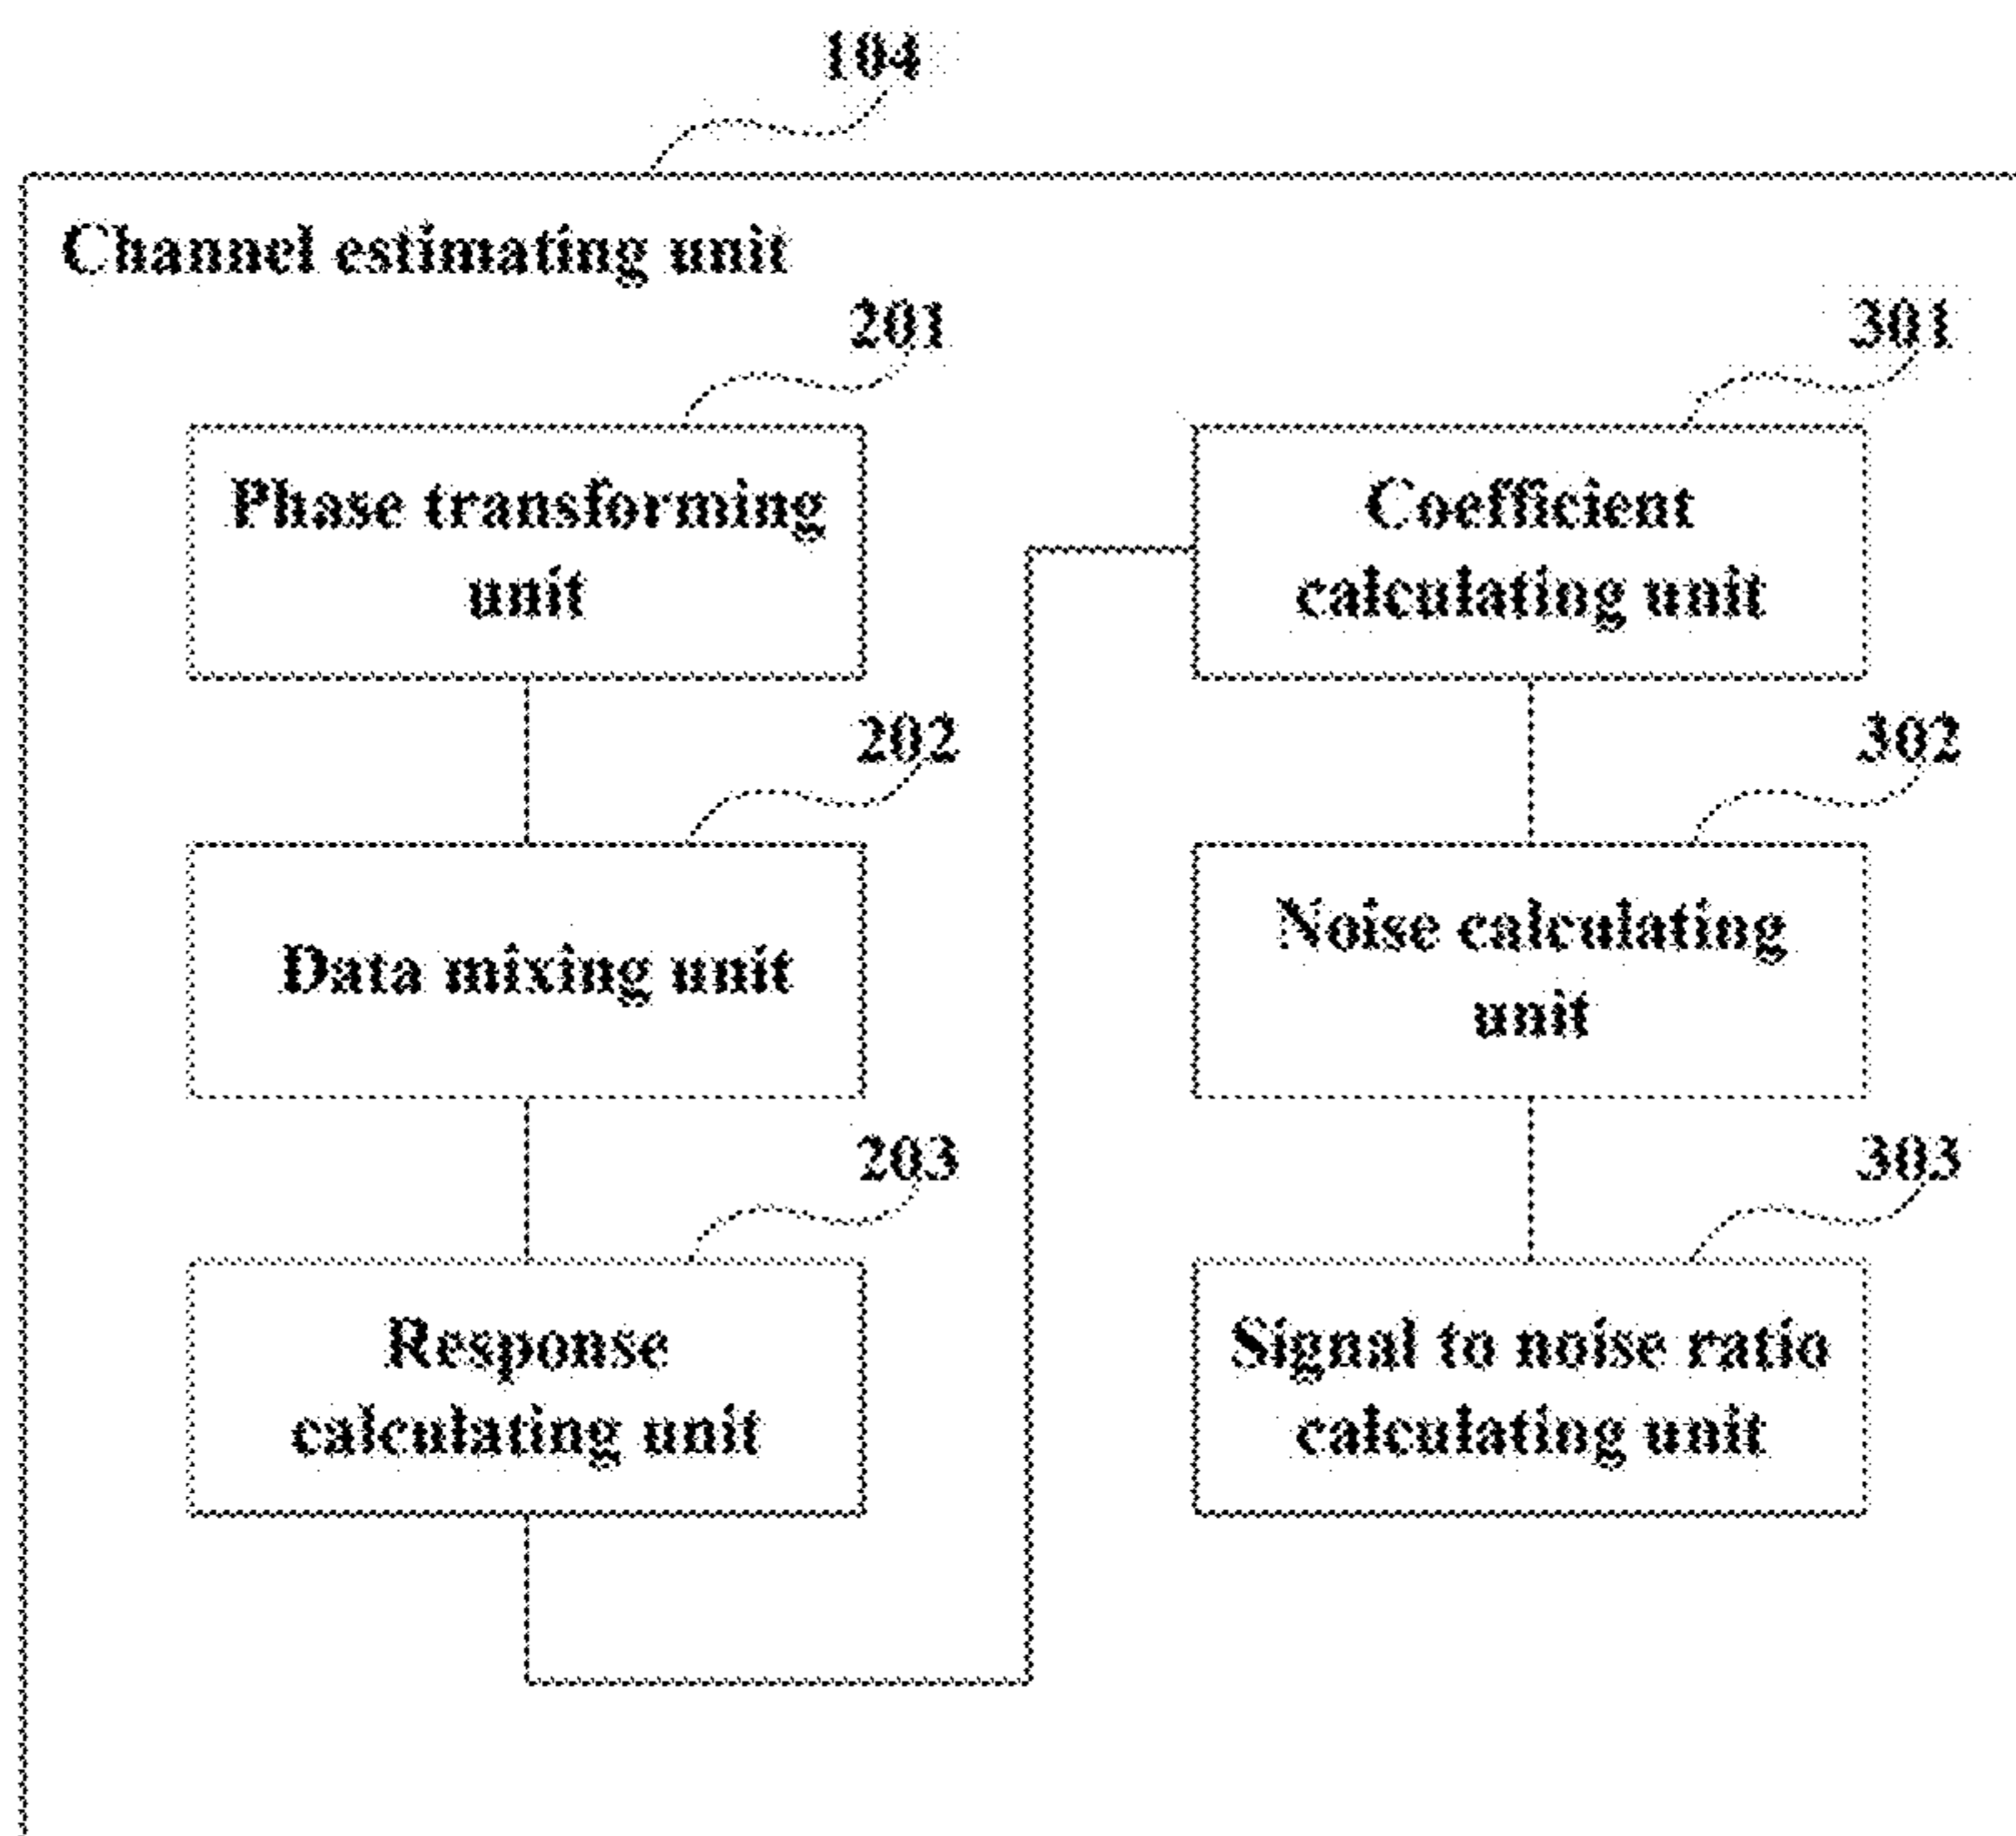 104
Channel estimating unit
201
Phase transforming
unit
202
Data mixing unit
203
Response
calculating unit
301
Coefficient
calculating unit
302
Noise calculating
unit
303
Signal to noise ratio
calculating unit